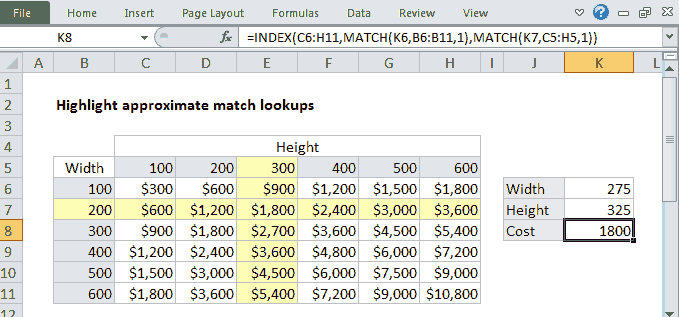 File Home Insert Page Layout Formulas Data Review View
K8 fx =INDEX(C6:H11,MATCH(K6,B6:B11,1),MATCH(K7,C5:H5,1))
A B C D E F G H I J K L
1
2 Highlight approximate match lookups
3
4 Height
5 Width 100 200 300 400 500 600
6 100 $300 $600 $900 $1,200 $1,500 $1,800 Width 275
7 200 $600 $1,200 $1,800 $2,400 $3,000 $3,600 Height 325
8 300 $900 $1,800 $2,700 $3,600 $4,500 $5,400 Cost 1800
9 400 $1,200 $2,400 $3,600 $4,800 $6,000 $7,200
10 500 $1,500 $3,000 $4,500 $6,000 $7,500 $9,000
11 600 $1,800 $3,600 $5,400 $7,200 $9,000 $10,800
12